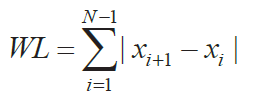 WL = \sum_{i=1}^{N-1} | x_{i+1} - x_i |